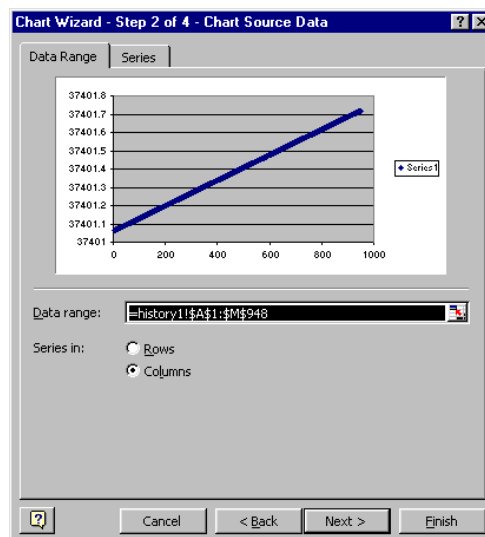 Chart Wizard - Step 2 of 4 - Chart Source Data
Data Range
Series
37401.8
37401.7
37401.6
37401.5
37401.4
37401.3
37401.2
37401.1
37401
0 200 400 600 800 1000
Series1
Data range:
=history1!$A$1:$M$948
Series in:
Rows
Columns
Cancel
< Back
Next >
Finish